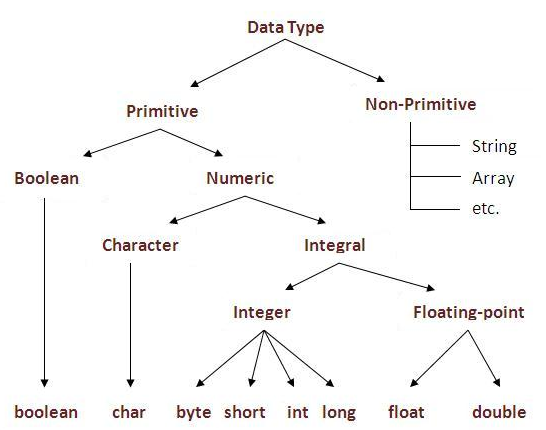 Data Type
Primitive
Non-Primitive
String
Array
etc.
Boolean
Numeric
Character
Integral
Integer
Floating-point
boolean
char
byte
short
int
long
float
double